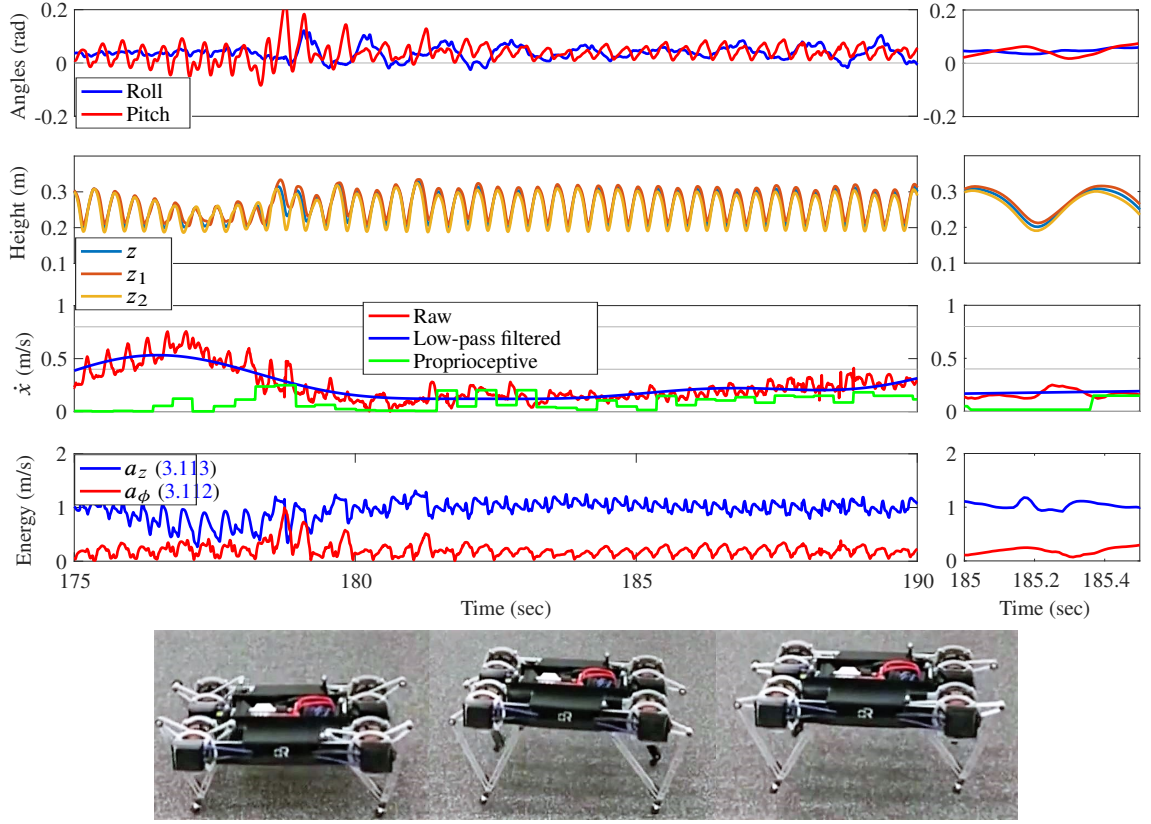 Angles (rad)
0.2
0
-0.2
Roll
Pitch
0.2
0
-0.2
Height (m)
0.3
0.2
0.1
z
z1
z2
0.3
0.2
0.1
ẋ (m/s)
1
0.5
0
Raw
Low-pass filtered
Proprioceptive
1
0.5
0
Energy (m/s)
2
1
0
a_z (3.113)
a_ϕ (3.112)
175 180 185 190
Time (sec)
2
1
0
185 185.2 185.4
Time (sec)